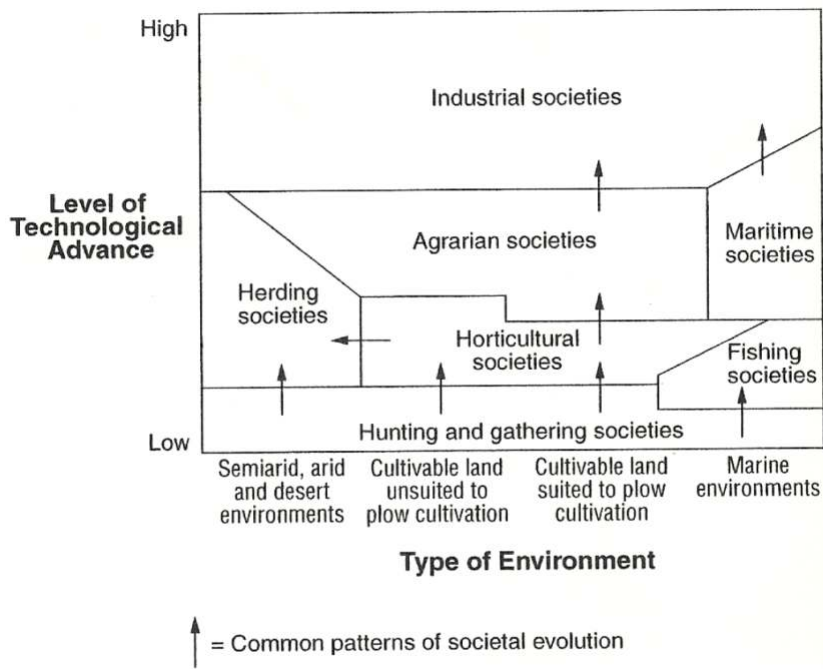 High
Industrial societies
Level of
Technological
Advance
Agrarian societies
Maritime
societies
Herding
societies
Horticultural
societies
Fishing
societies
Low
Hunting and gathering societies
Semiarid, arid
and desert
environments
Cultivable land
unsuited to
plow cultivation
Cultivable land
suited to plow
cultivation
Marine
environments
Type of Environment
= Common patterns of societal evolution